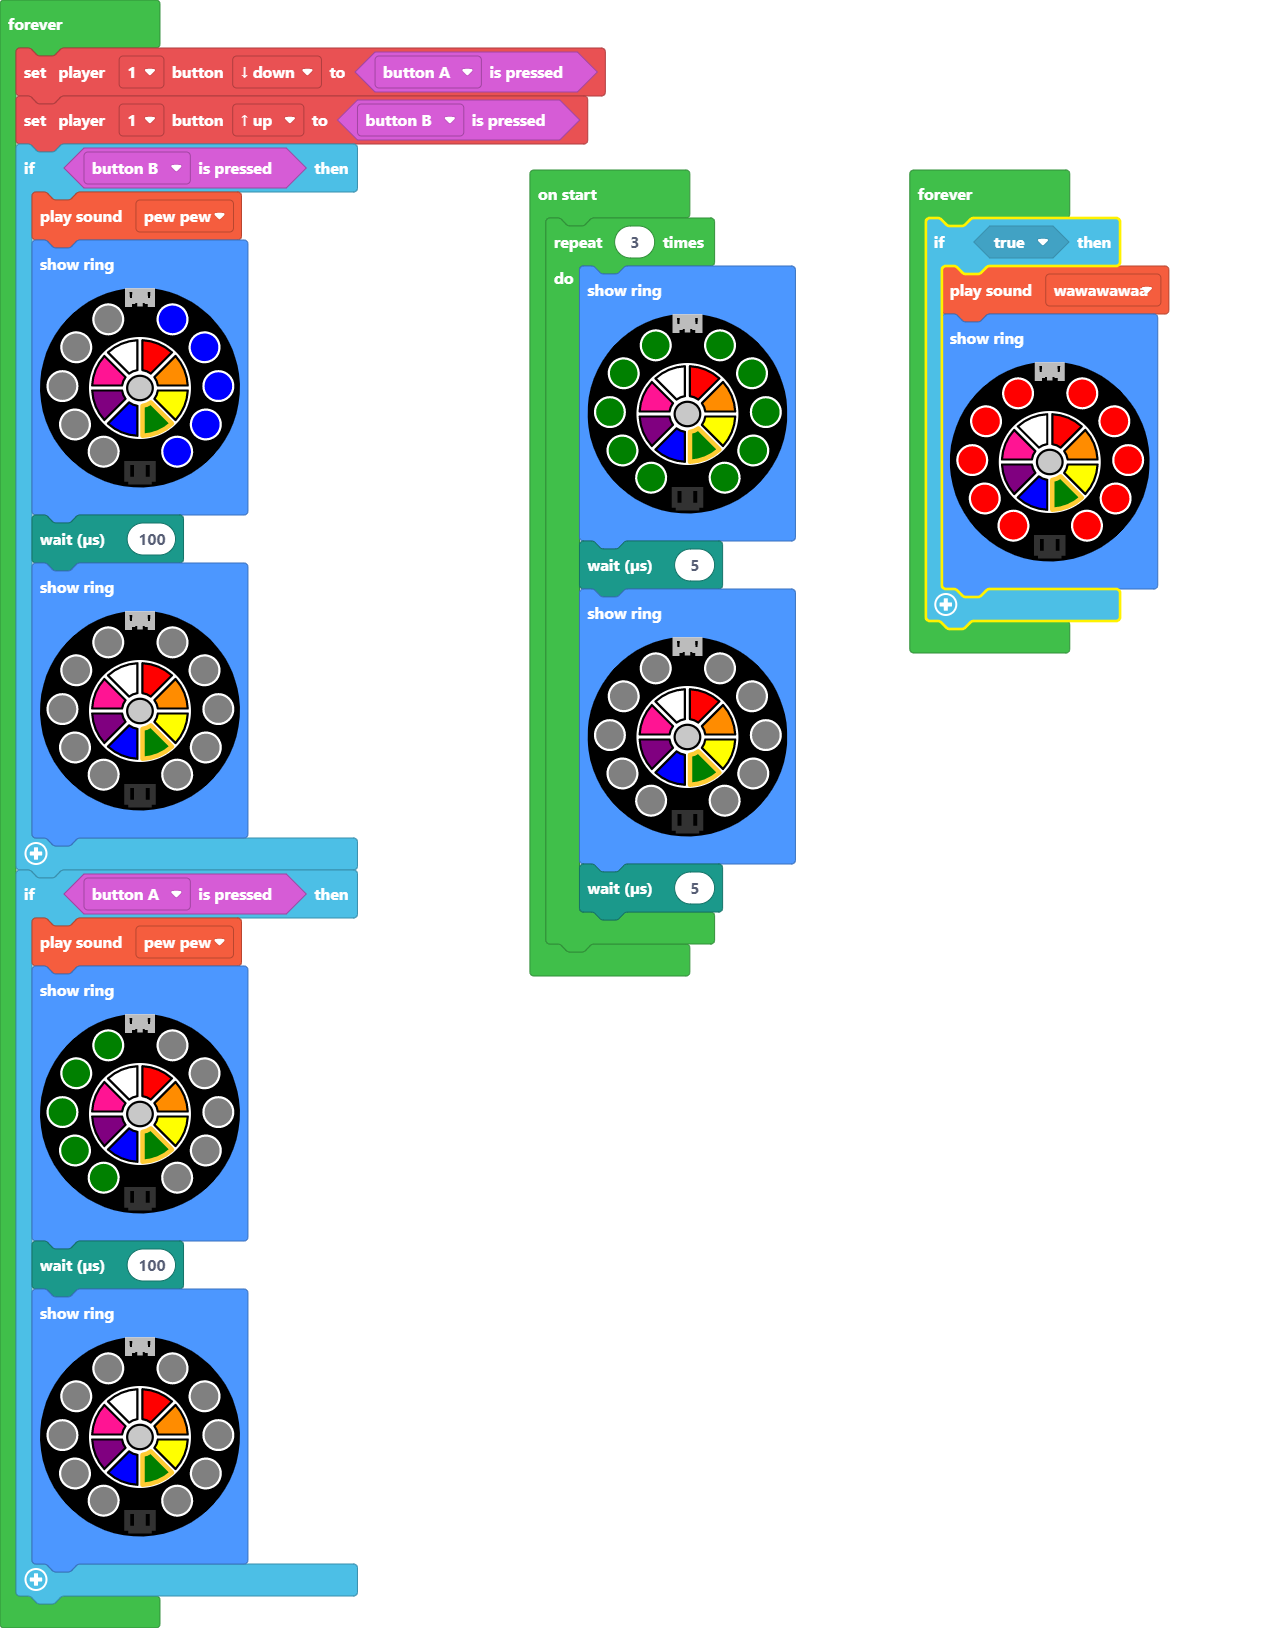 forever
set player 1 button ↓ down to button A is pressed
set player 1 button ↑ up to button B is pressed
if button B is pressed then
play sound pew pew
show ring
wait (µs) 100
show ring
if button A is pressed then
play sound pew pew
show ring
wait (µs) 100
show ring
on start
repeat 3 times
do show ring
wait (µs) 5
show ring
wait (µs) 5
forever
if true then
play sound wawawawaa
show ring